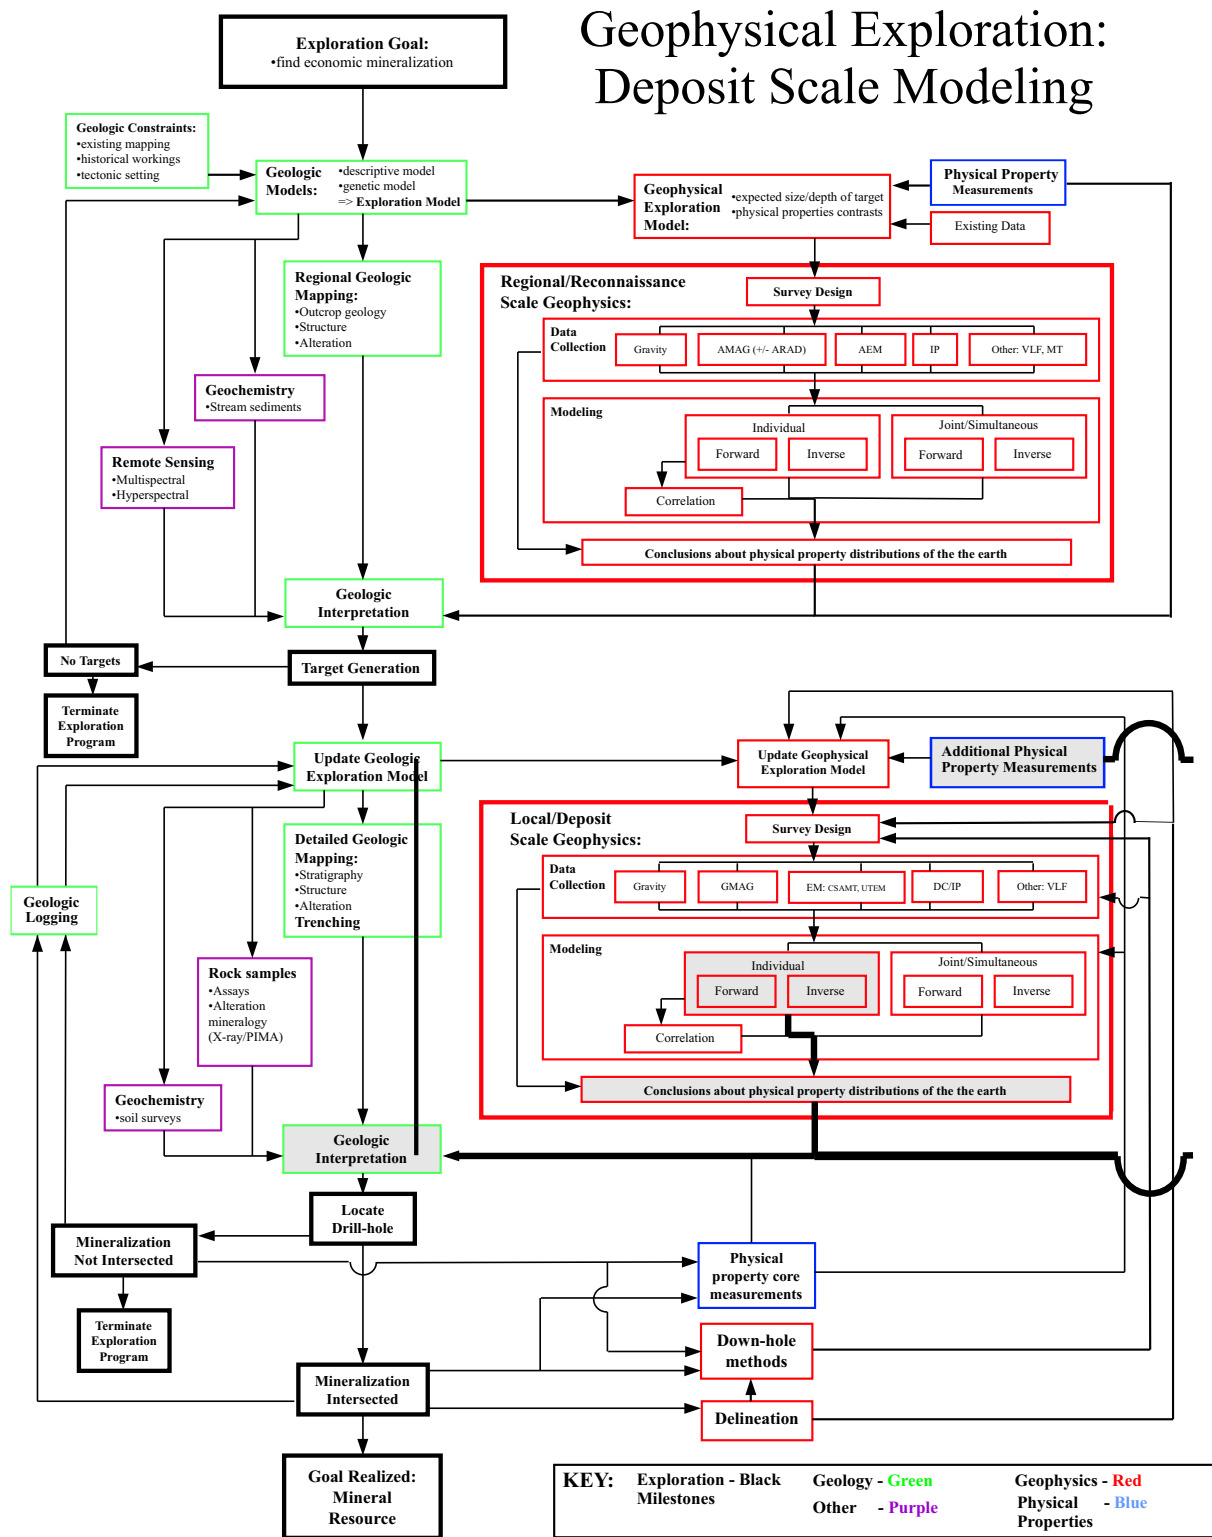 Geophysical Exploration:
Deposit Scale Modeling
Exploration Goal:
•find economic mineralization
Geologic Constraints:
•existing mapping
•historical workings
•tectonic setting
Geologic
Models:
•descriptive model
•genetic model
=> Exploration Model
Geophysical
Exploration
Model:
•expected size/depth of target
•physical properties contrasts
Physical Property
Measurements
Existing Data
Regional Geologic
Mapping:
•Outcrop geology
•Structure
•Alteration
Geochemistry
•Stream sediments
Remote Sensing
•Multispectral
•Hyperspectral
Regional/Reconnaissance
Scale Geophysics:
Survey Design
Data
Collection
Gravity
AMAG (+/- ARAD)
AEM
IP
Other: VLF, MT
Modeling
Individual
Forward
Inverse
Joint/Simultaneous
Forward
Inverse
Correlation
Conclusions about physical property distributions of the the earth
Geologic
Interpretation
No Targets
Target Generation
Terminate
Exploration
Program
Update Geologic
Exploration Model
Update Geophysical
Exploration Model
Additional Physical
Property Measurements
Detailed Geologic
Mapping:
•Stratigraphy
•Structure
•Alteration
Trenching
Geologic
Logging
Rock samples
•Assays
•Alteration
mineralogy
(X-ray/PIMA)
Geochemistry
•soil surveys
Local/Deposit
Scale Geophysics:
Survey Design
Data
Collection
Gravity
GMAG
EM: CSAMT, UTEM
DC/IP
Other: VLF
Modeling
Individual
Forward
Inverse
Joint/Simultaneous
Forward
Inverse
Correlation
Conclusions about physical property distributions of the the earth
Geologic
Interpretation
Locate
Drill-hole
Mineralization
Not Intersected
Terminate
Exploration
Program
Physical
property core
measurements
Down-hole
methods
Mineralization
Intersected
Delineation
Goal Realized:
Mineral
Resource
KEY:
Exploration - Black
Milestones
Geology - Green
Other - Purple
Geophysics - Red
Physical - Blue
Properties